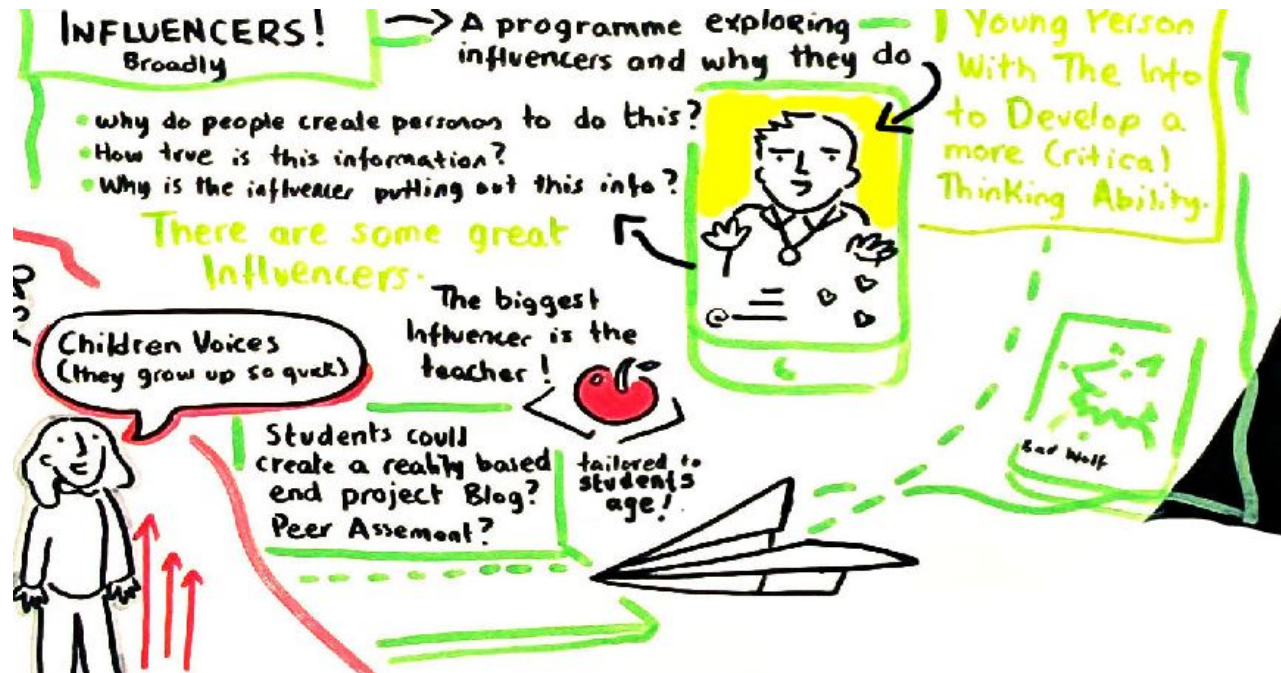 INFLUENCERS!
Broadly
A programme exploring
influencers and why they do
why do people create personas to do this?
How true is this information?
Why is the influencer putting out this info?
There are some great
Influencers.
Young Person
With The Info
to Develop a
more Critical
Thinking Ability.
The biggest
Influencer is the
teacher!
Children Voices
(they grow up so quick)
Students could
create a reality based
end project Blog?
Peer Assement?
tailored to
students
age!
Bad Wolf